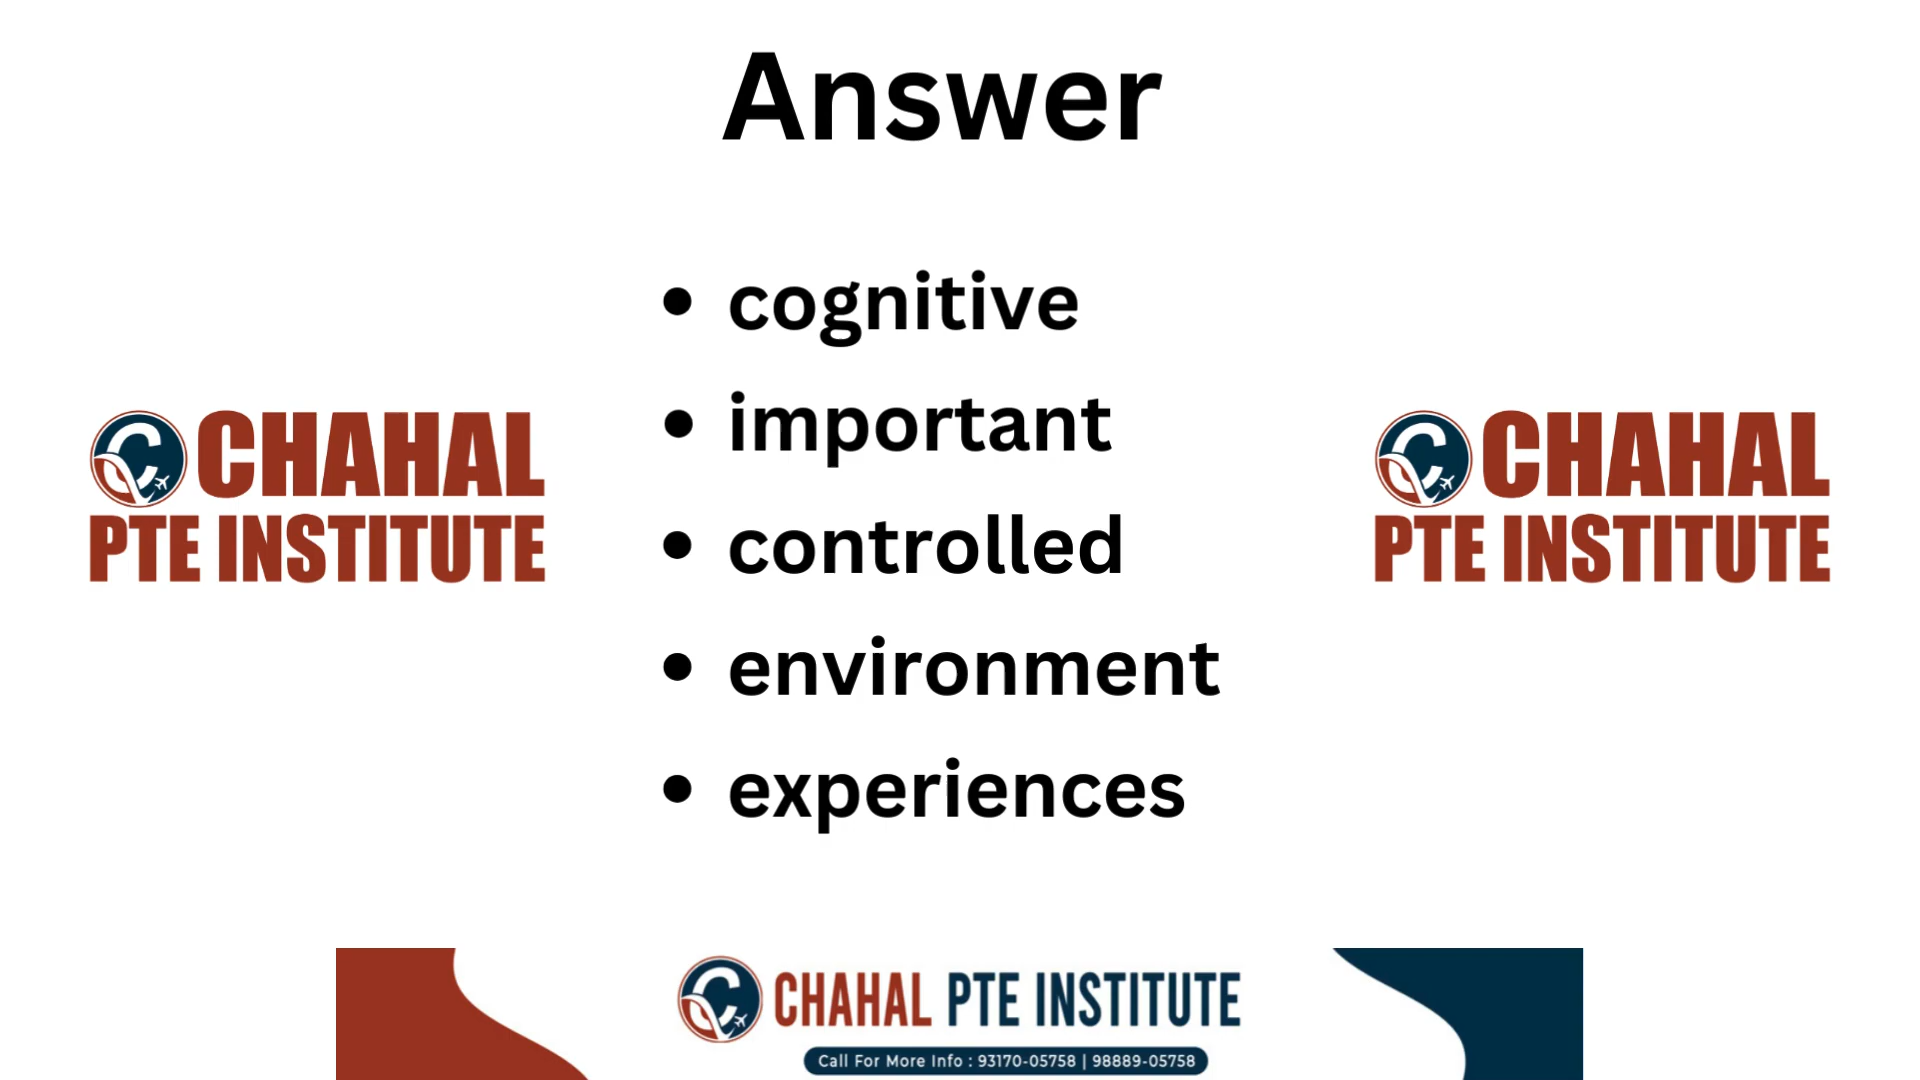 Answer
• cognitive
• important
• controlled
• environment
• experiences
CHAHAL
PTE INSTITUTE
CHAHAL
PTE INSTITUTE
CHAHAL PTE INSTITUTE
Call For More Info : 93170-05758 | 98889-05758